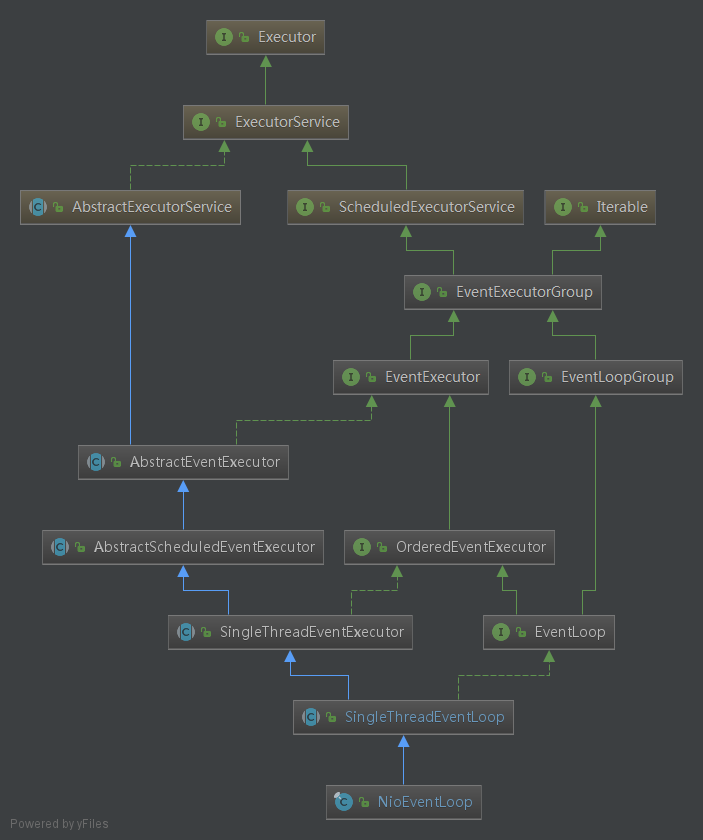 Executor
ExecutorService
AbstractExecutorService
ScheduledExecutorService
Iterable
EventExecutorGroup
EventExecutor
EventLoopGroup
AbstractEventExecutor
AbstractScheduledEventExecutor
OrderedEventExecutor
SingleThreadEventExecutor
EventLoop
SingleThreadEventLoop
NioEventLoop
Powered by yFiles